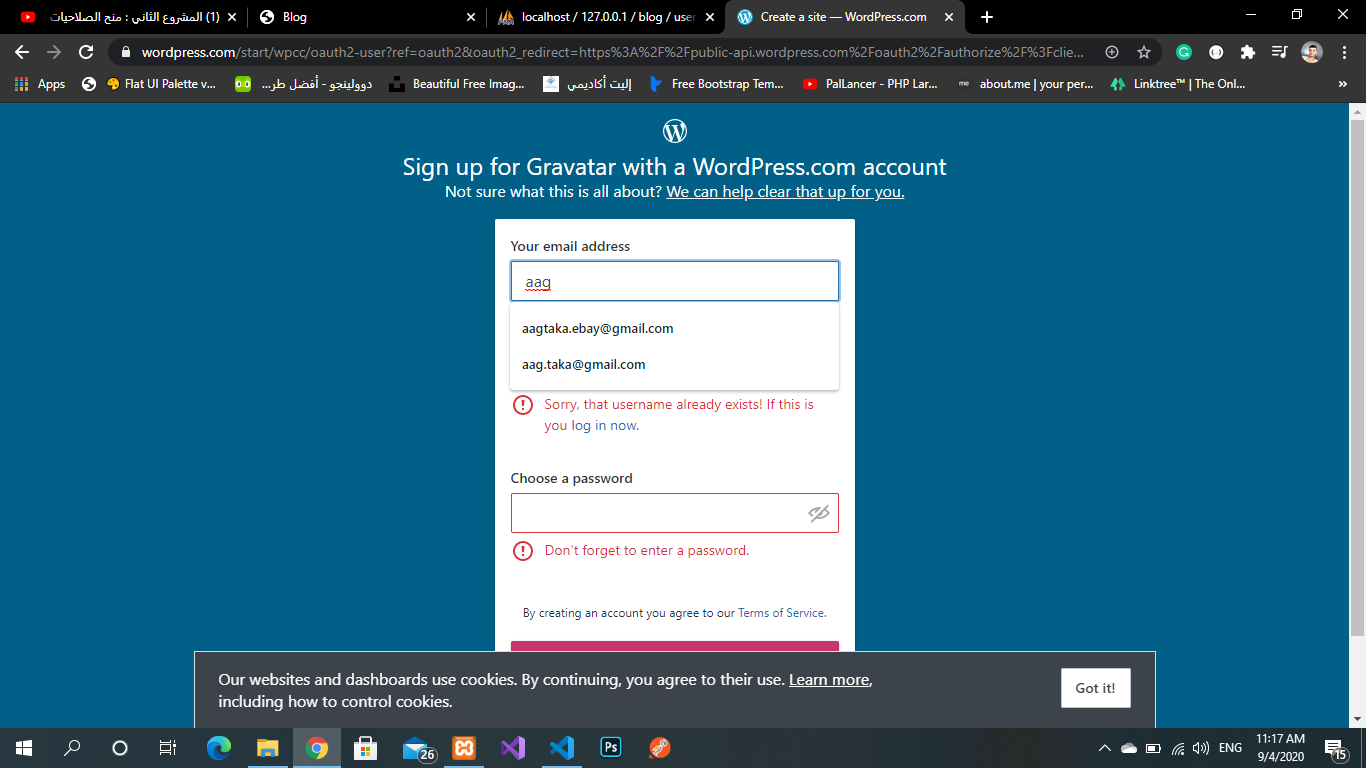 (1) المشروع الثاني : منح الصلاحيات
Blog
localhost / 127.0.0.1 / blog / user
Create a site — WordPress.com
wordpress.com/start/wpcc/oauth2-user?ref=oauth2&oauth2_redirect=https%3A%2F%2Fpublic-api.wordpress.com%2Foauth2%2Fauthorize%2F%3Fclie...
Apps
Flat UI Palette v...
دوولينجو - أفضل طر...
Beautiful Free Imag...
إليت أكاديمي
Free Bootstrap Tem...
PalLancer - PHP Lar...
me
about.me | your per...
Linktree™ | The Onl...
»
Sign up for Gravatar with a WordPress.com account
Not sure what this is all about? We can help clear that up for you.
Your email address
aag
aagtaka.ebay@gmail.com
aag.taka@gmail.com
Sorry, that username already exists! If this is
you log in now.
Choose a password
Don't forget to enter a password.
By creating an account you agree to our Terms of Service.
Our websites and dashboards use cookies. By continuing, you agree to their use. Learn more,
including how to control cookies.
Got it!
26
Ps
ENG
11:17 AM
9/4/2020
15